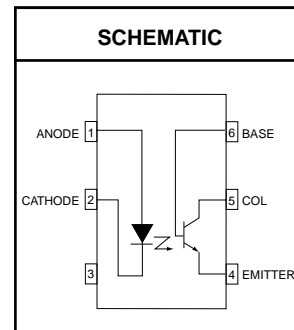 SCHEMATIC
ANODE 1
6 BASE
CATHODE 2
5 COL
3
4 EMITTER